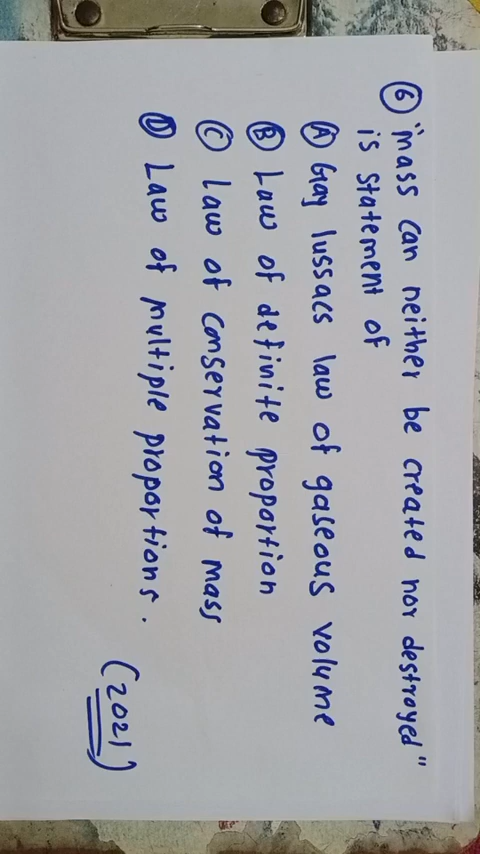 ⑥ "mass can neither be created nor destroyed"
is statement of
Ⓐ Gay lussacs law of gaseous volume
Ⓑ Law of definite proportion
Ⓒ Law of conservation of mass
Ⓓ Law of multiple proportions.
(2021)